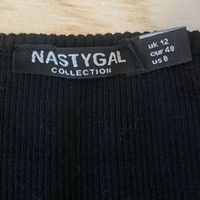 NASTYGAL
COLLECTION
uk 12
eur 40
us 8